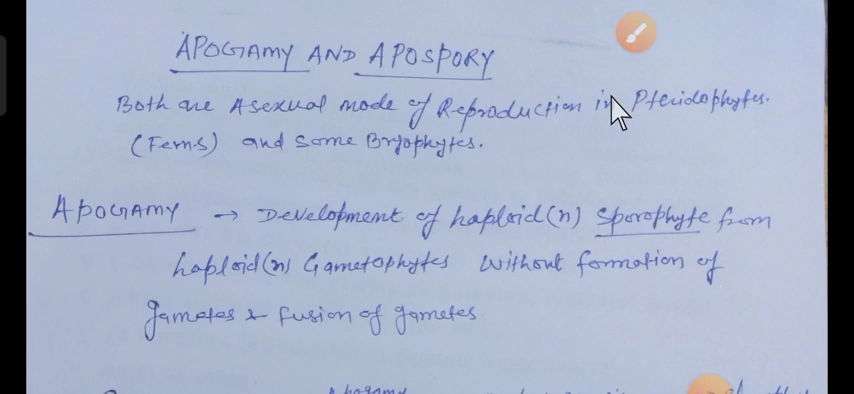 APOGAMY AND APOSPORY
Both are Asexual mode of Reproduction in Pteridophytes.
(Ferns) and some Bryophytes.
APOGAMY → Development of haploid(n) Sporophyte from
haploid(n) Gametophytes without formation of
gametes & fusion of gametes.